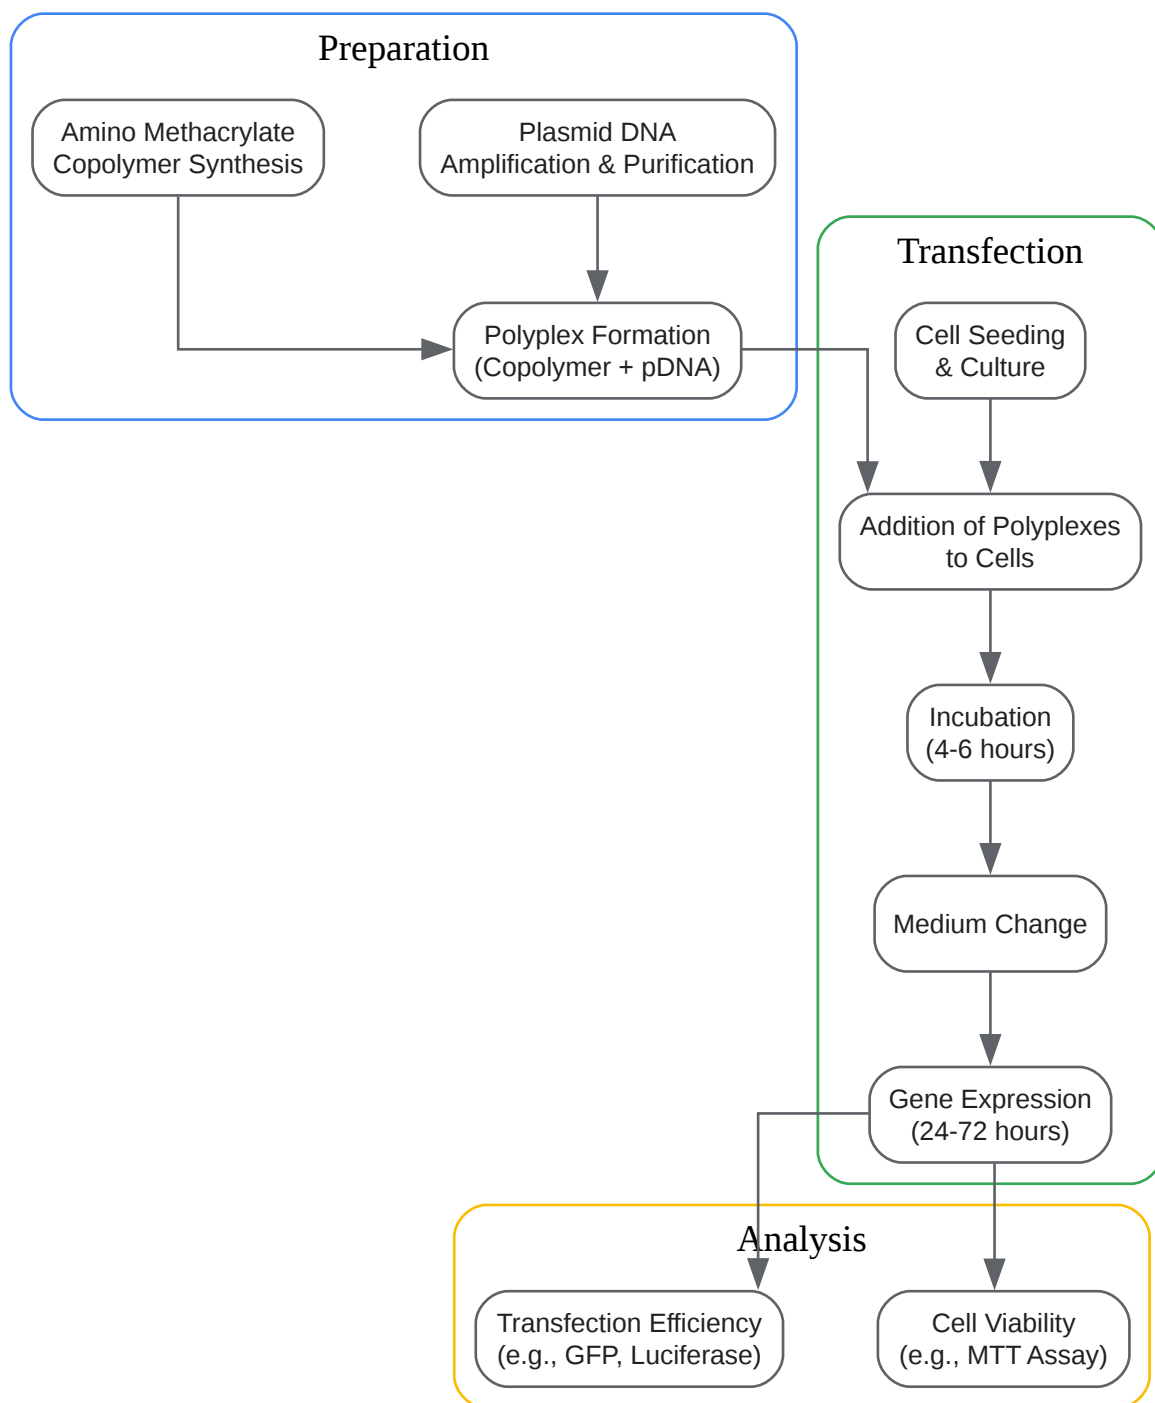 Preparation
Amino Methacrylate
Copolymer Synthesis
Plasmid DNA
Amplification & Purification
Polyplex Formation
(Copolymer + pDNA)
Transfection
Cell Seeding
& Culture
Addition of Polyplexes
to Cells
Incubation
(4-6 hours)
Medium Change
Gene Expression
(24-72 hours)
Analysis
Transfection Efficiency
(e.g., GFP, Luciferase)
Cell Viability
(e.g., MTT Assay)